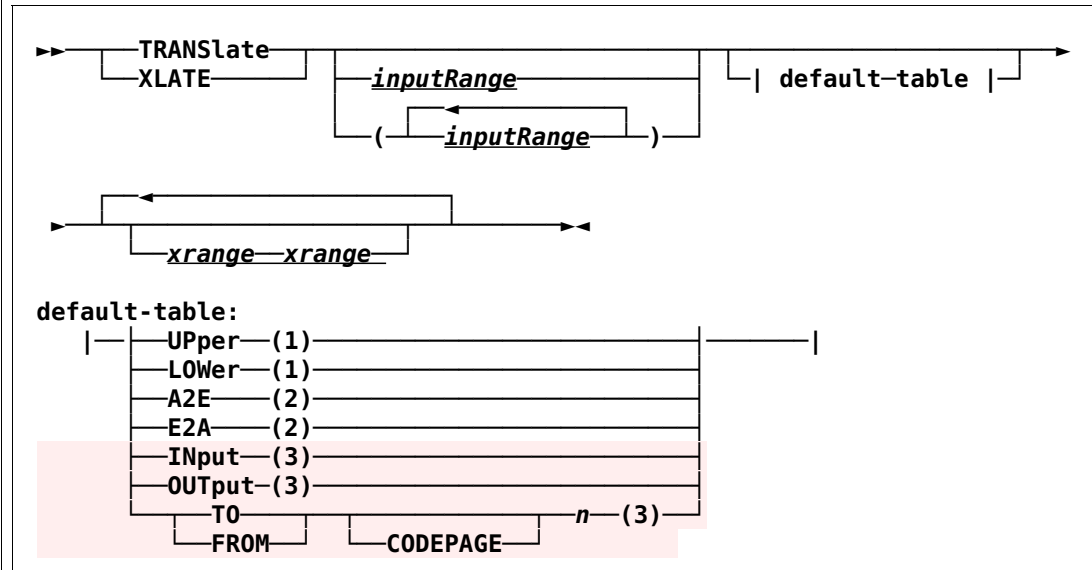 TRANSlate
XLATE inputRange | default-table |
( inputRange )
xrange xrange
default-table:
| UPper (1) |
LOWer (1)
A2E (2)
E2A (2)
INput (3)
OUTput (3)
TO n (3)
FROM CODEPAGE